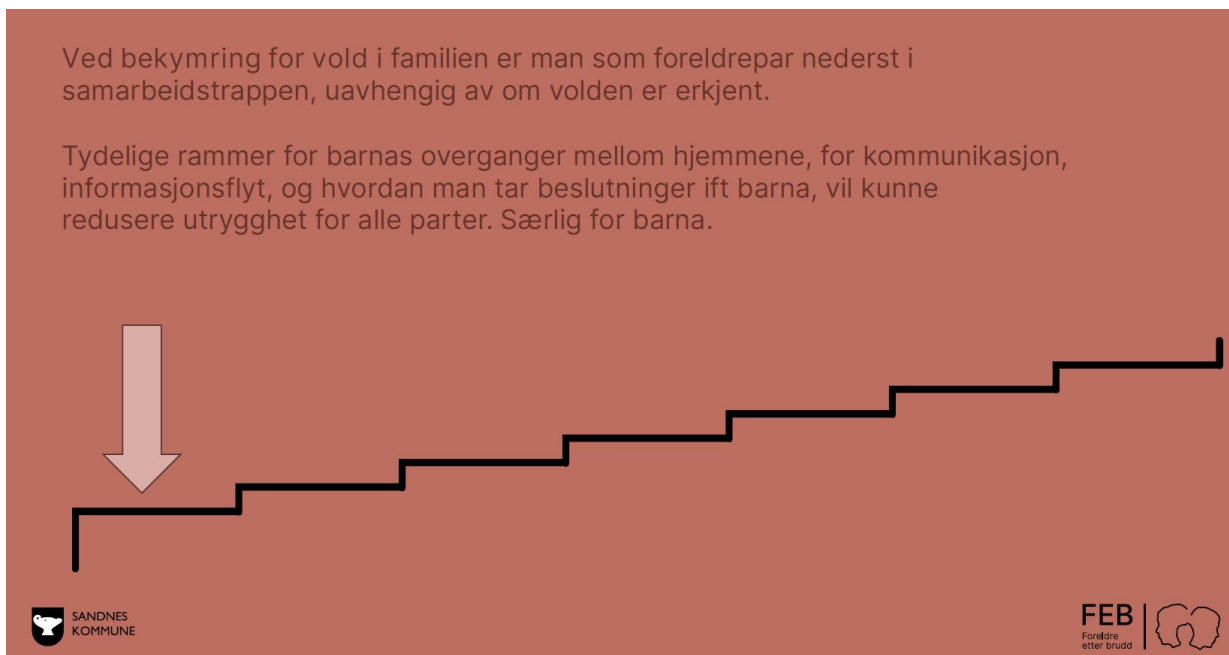 Ved bekymring for vold i familien er man som foreldrepar nederst i
samarbeidstrappen, uavhengig av om volden er erkjent.
Tydelige rammer for barnas overganger mellom hjemmene, for kommunikasjon,
informasjonsflyt, og hvordan man tar beslutninger ift barna, vil kunne
redusere utrygghet for alle parter. Særlig for barna.
SANDNES
KOMMUNE
FEB
Foreldre
etter brudd